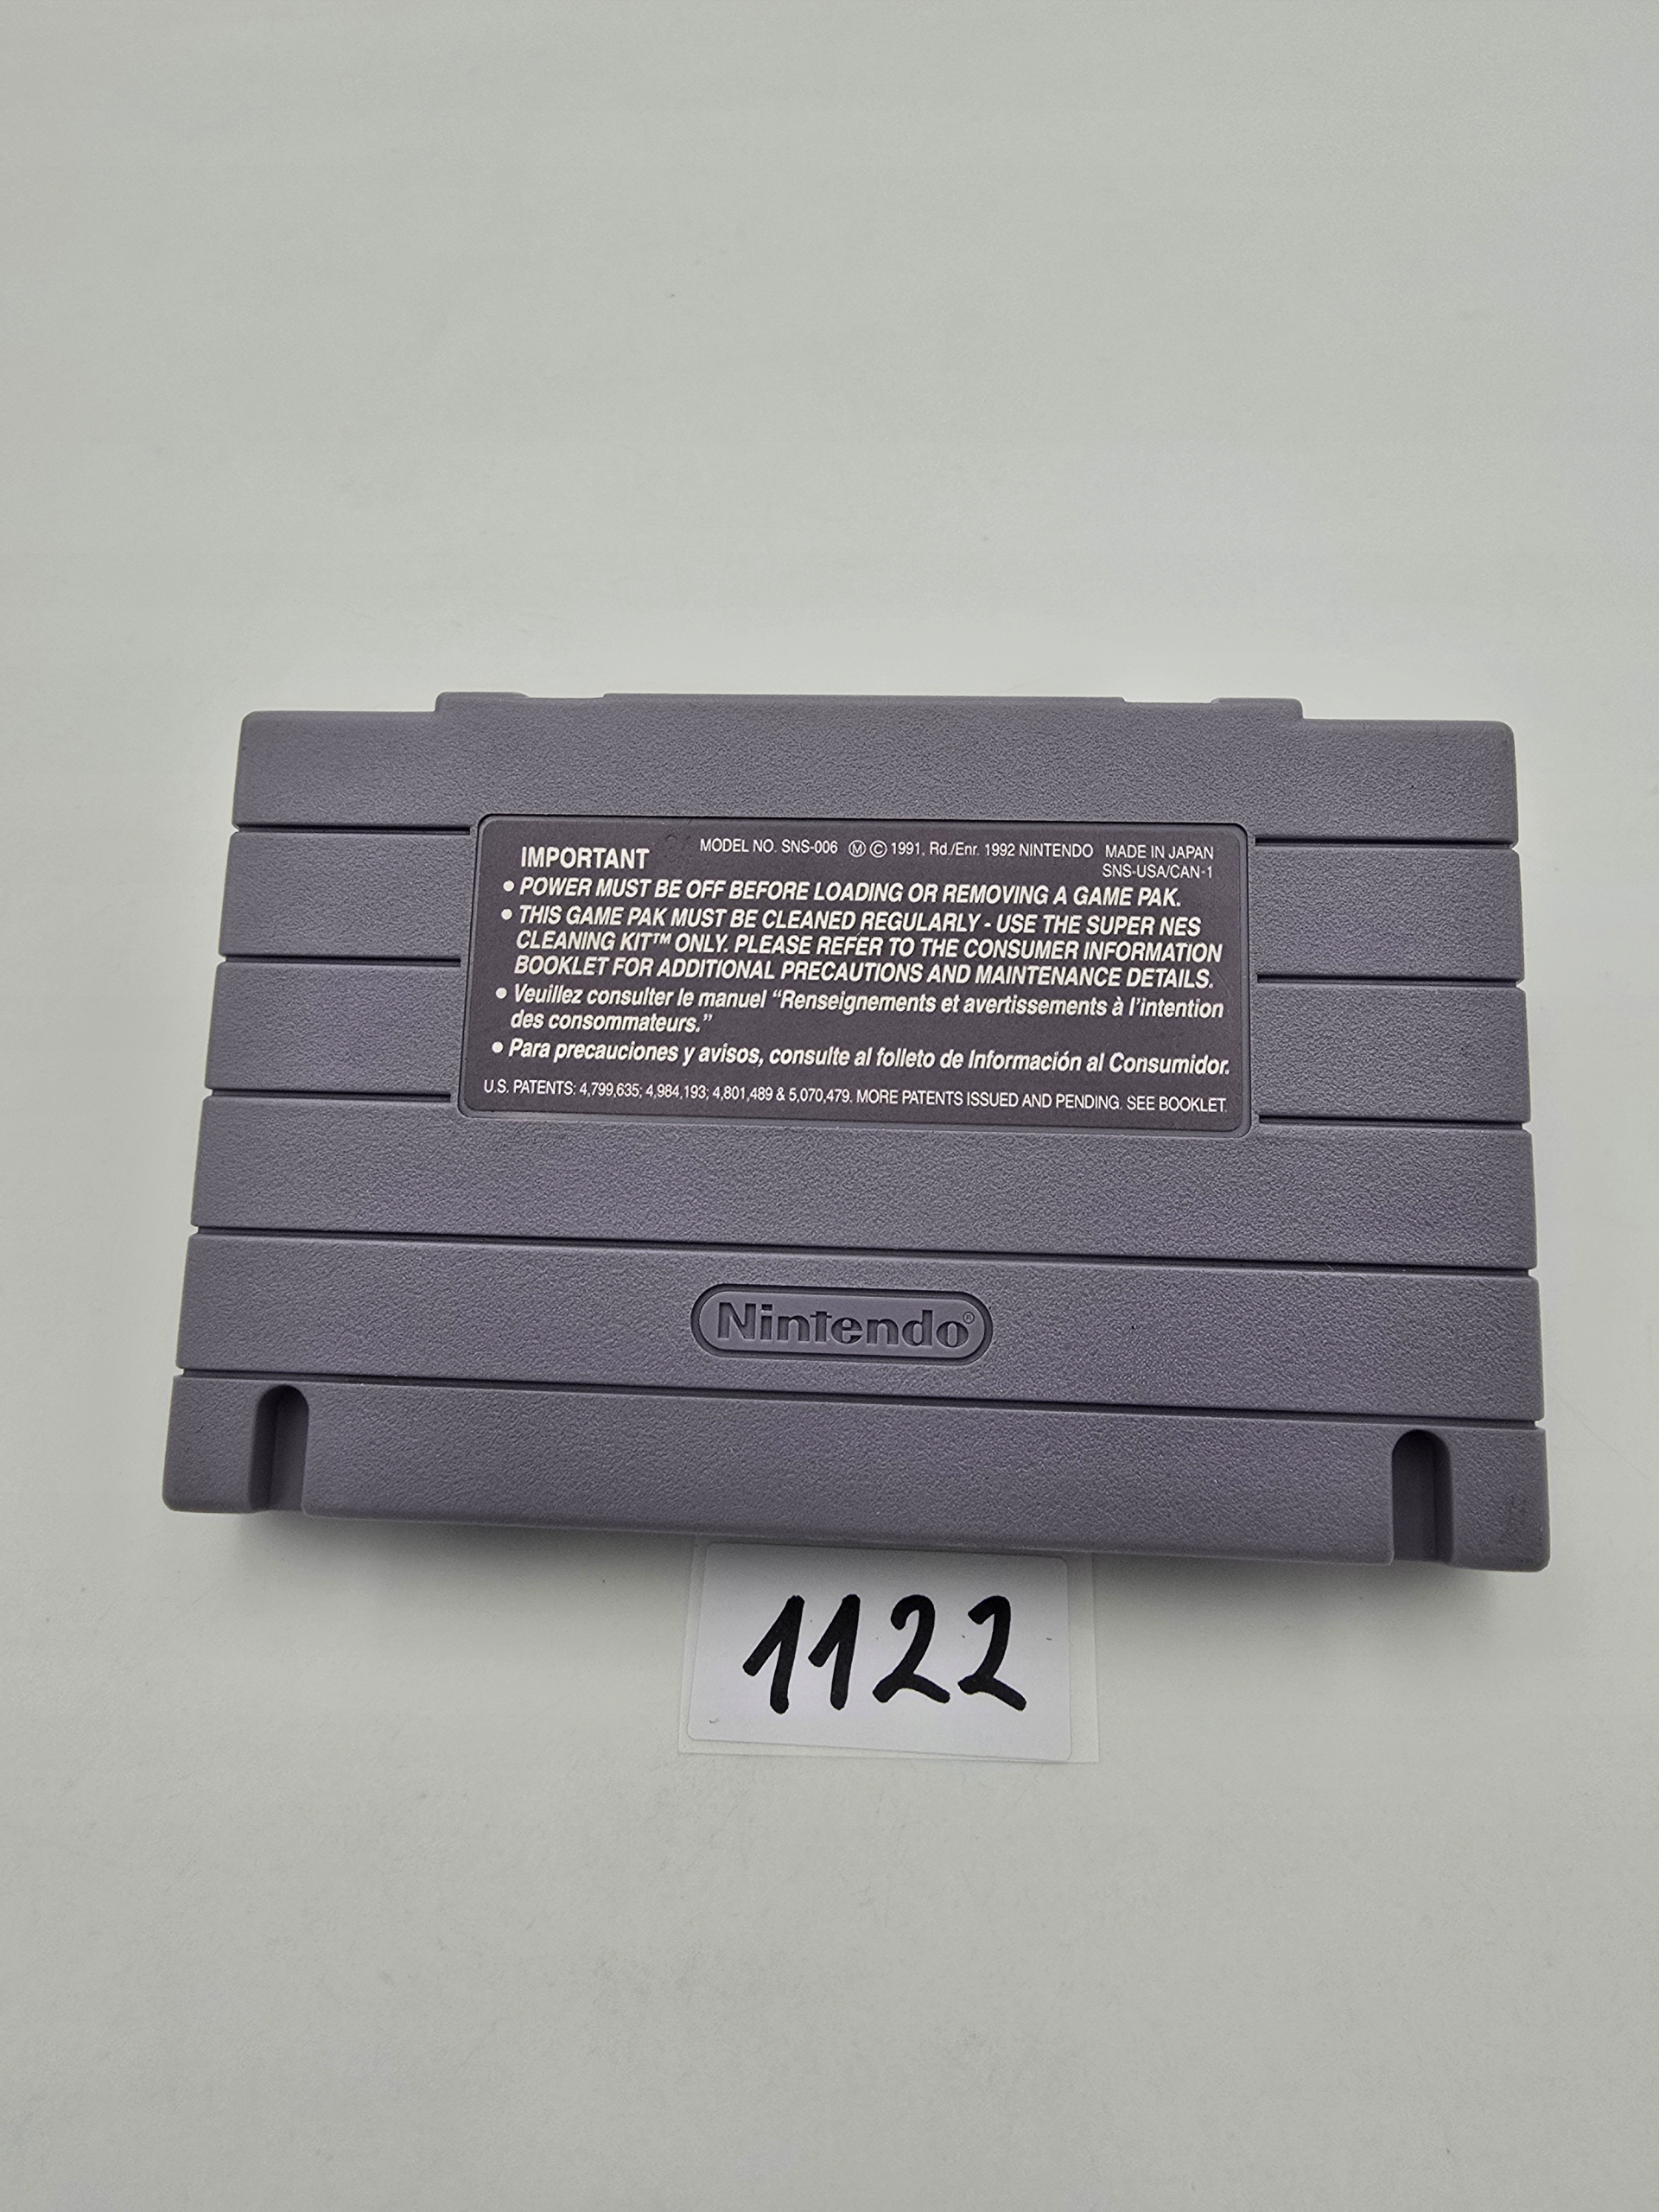 IMPORTANT MODEL NO. SNS-006 Ⓜ © 1991, Rd./Enr. 1992 NINTENDO MADE IN JAPAN
SNS-USA/CAN-1
• POWER MUST BE OFF BEFORE LOADING OR REMOVING A GAME PAK.
• THIS GAME PAK MUST BE CLEANED REGULARLY - USE THE SUPER NES
CLEANING KIT™ ONLY. PLEASE REFER TO THE CONSUMER INFORMATION
BOOKLET FOR ADDITIONAL PRECAUTIONS AND MAINTENANCE DETAILS.
• Veuillez consulter le manuel “Renseignements et avertissements à l’intention
des consommateurs.”
• Para precauciones y avisos, consulte al folleto de Información al Consumidor.
U.S. PATENTS: 4,799,635; 4,984,193; 4,801,489 & 5,070,479. MORE PATENTS ISSUED AND PENDING. SEE BOOKLET.
Nintendo®
1122